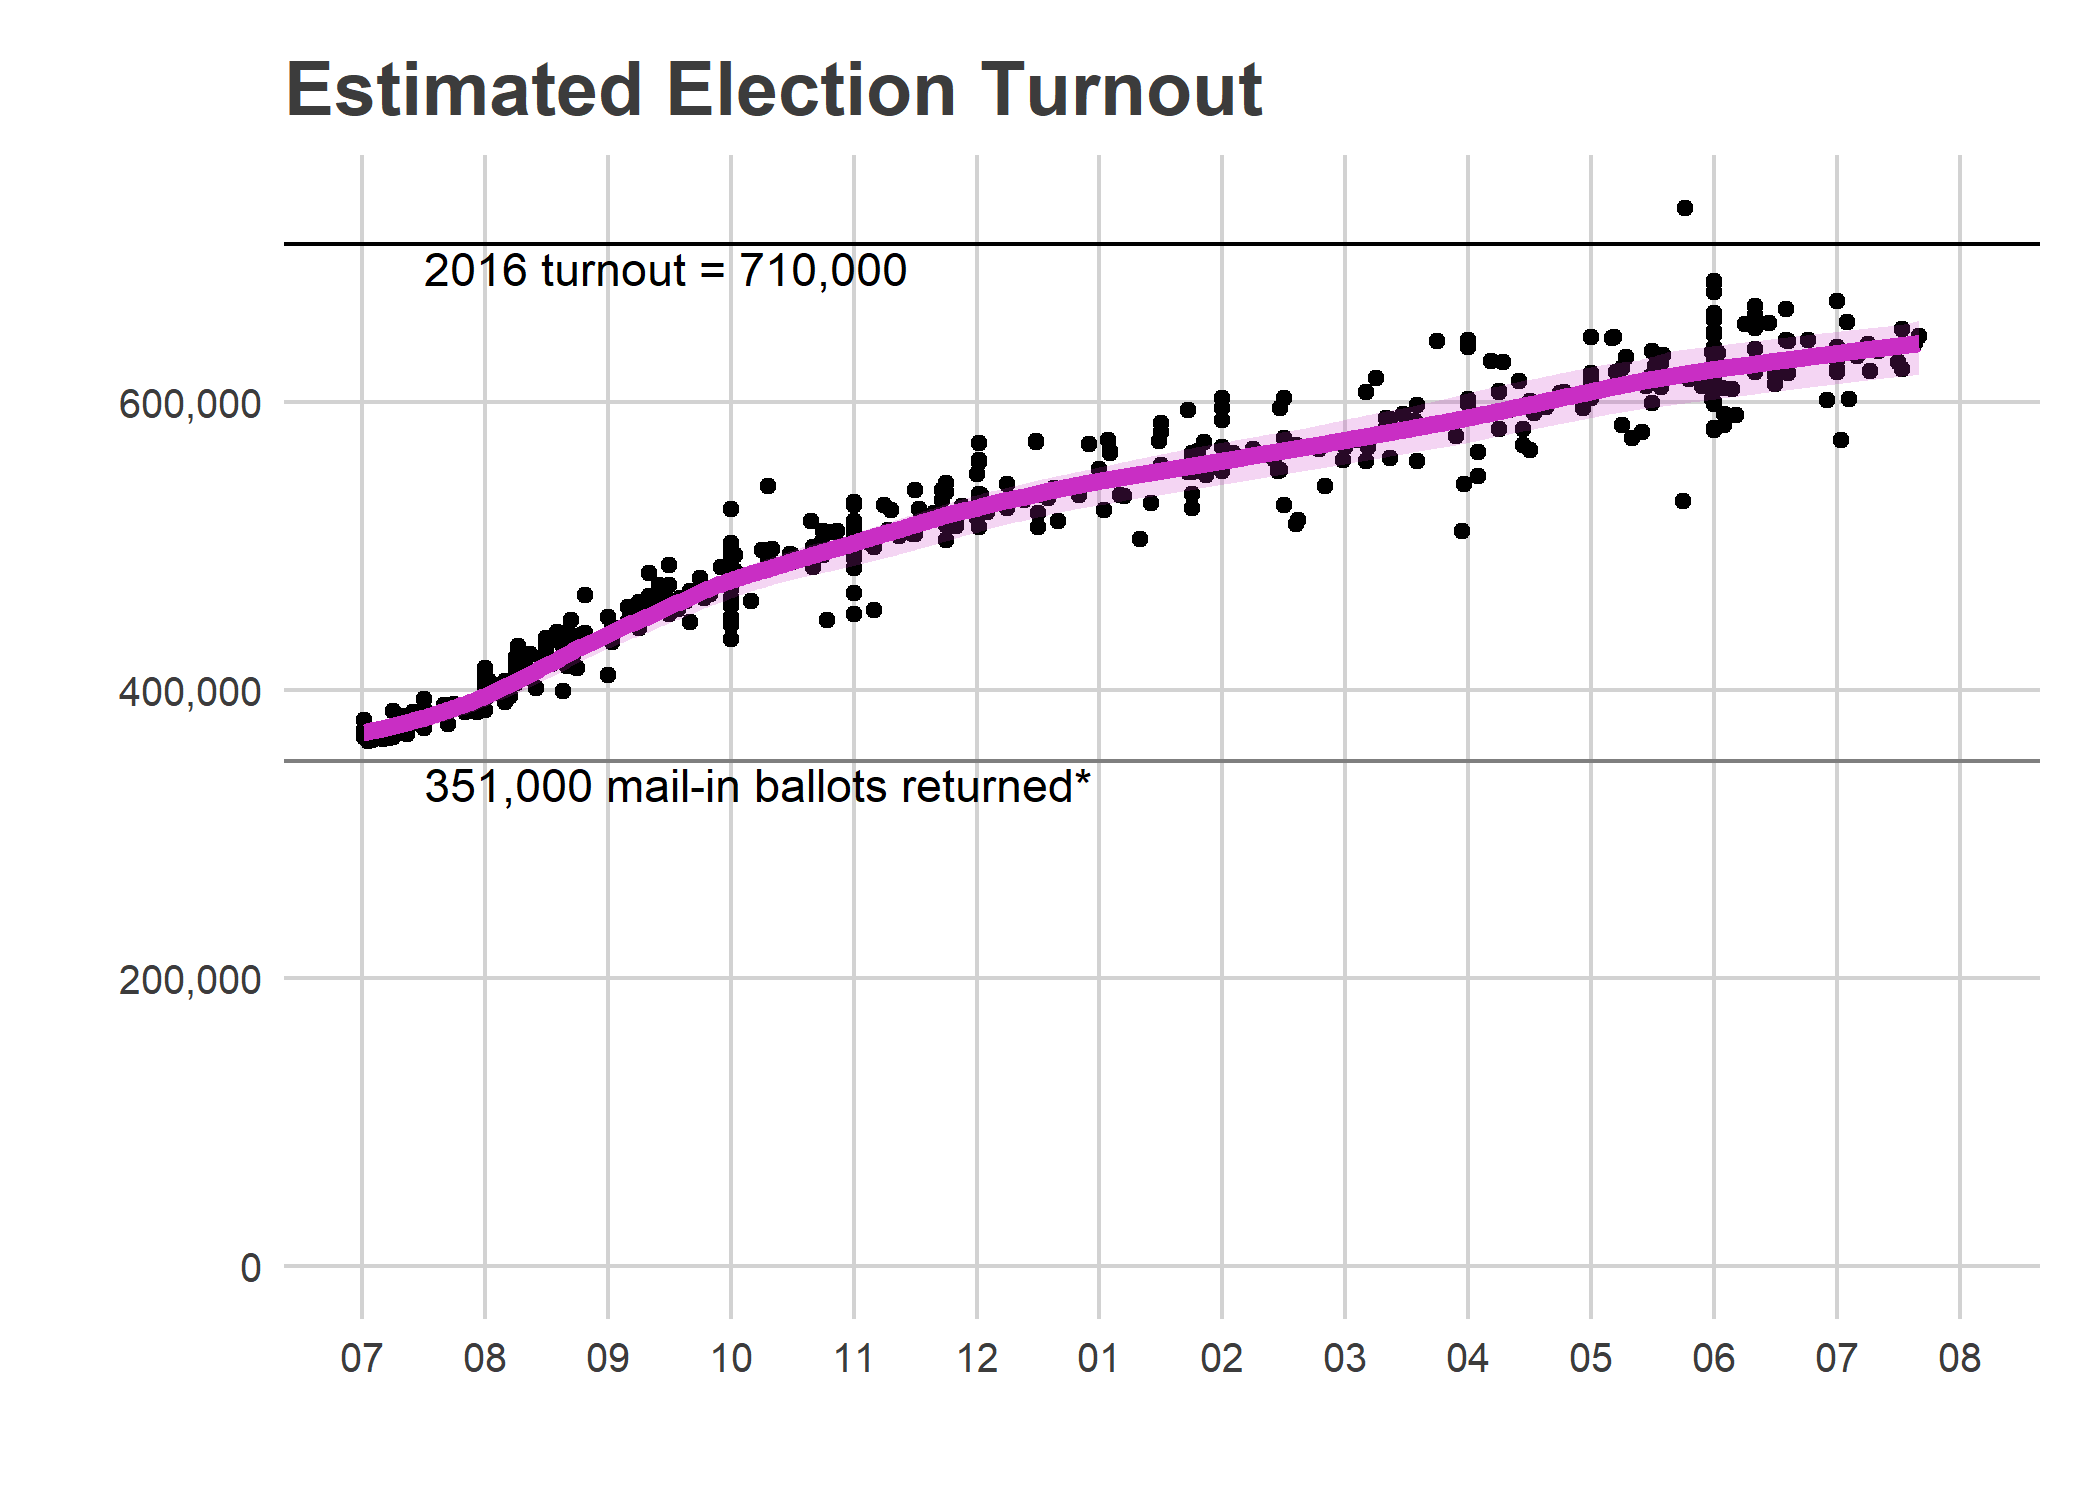 Estimated Election Turnout
2016 turnout = 710,000
600,000
400,000
351,000 mail-in ballots returned*
200,000
0
07 08 09 10 11 12 01 02 03 04 05 06 07 08